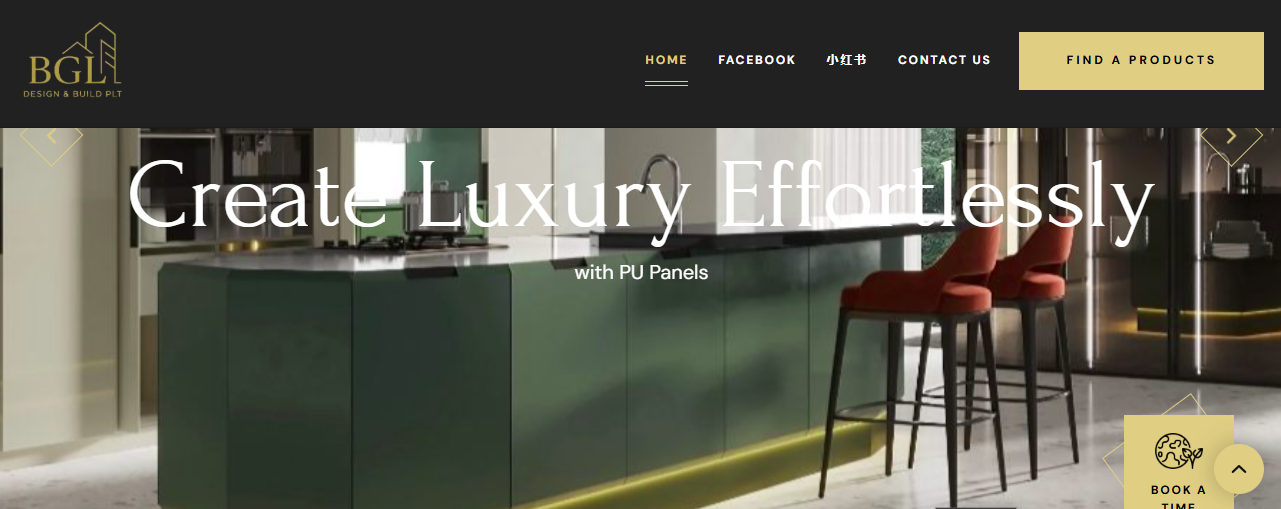 BGL
DESIGN & BUILD PLT
HOME
FACEBOOK
小红书
CONTACT US
FIND A PRODUCTS
Create Luxury Effortlessly
with PU Panels
BOOK A
TIME